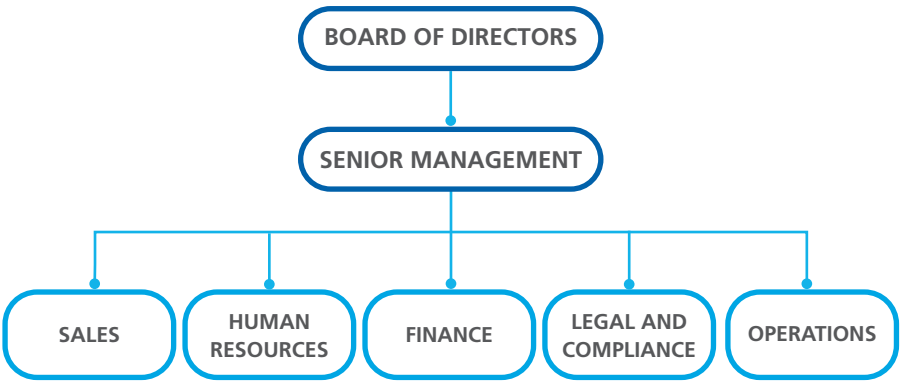 BOARD OF DIRECTORS
SENIOR MANAGEMENT
SALES
HUMAN
RESOURCES
FINANCE
LEGAL AND
COMPLIANCE
OPERATIONS